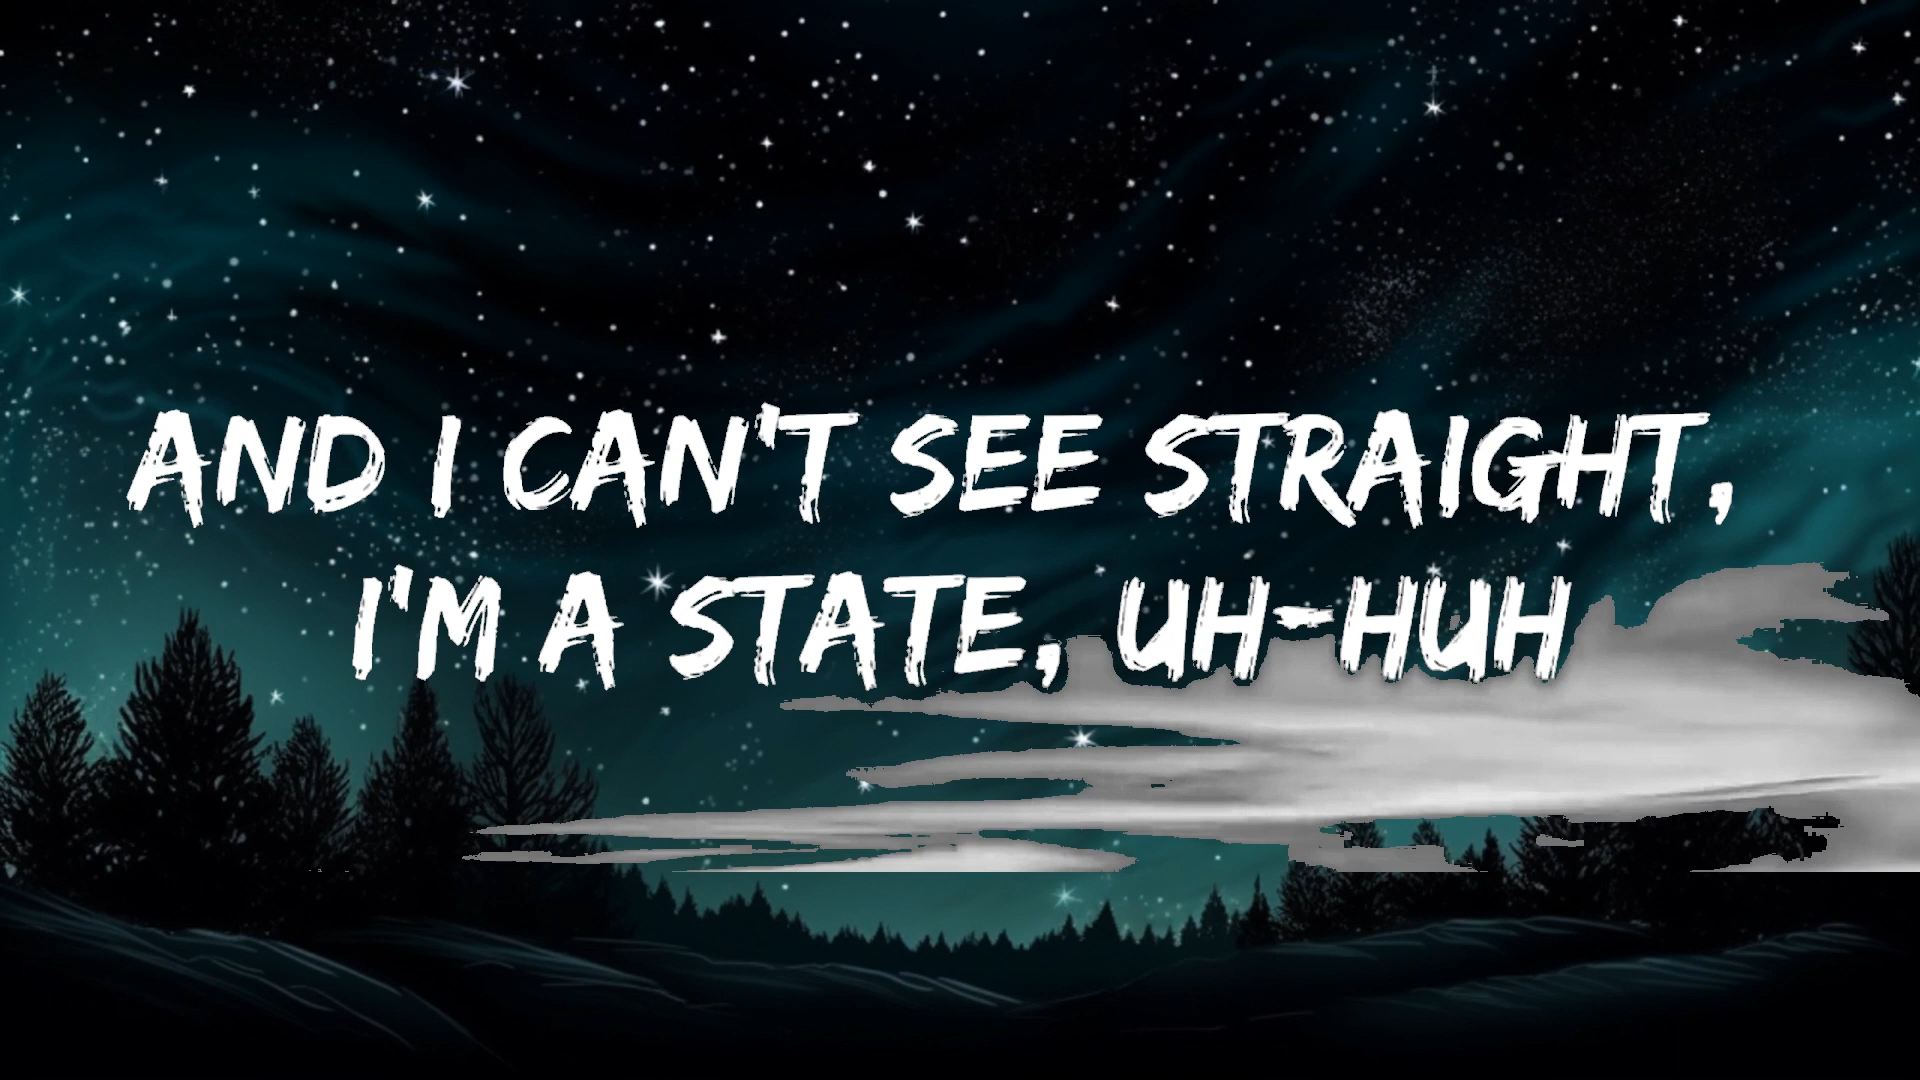 AND I CAN'T SEE STRAIGHT,
I'M A STATE, UH-HUH